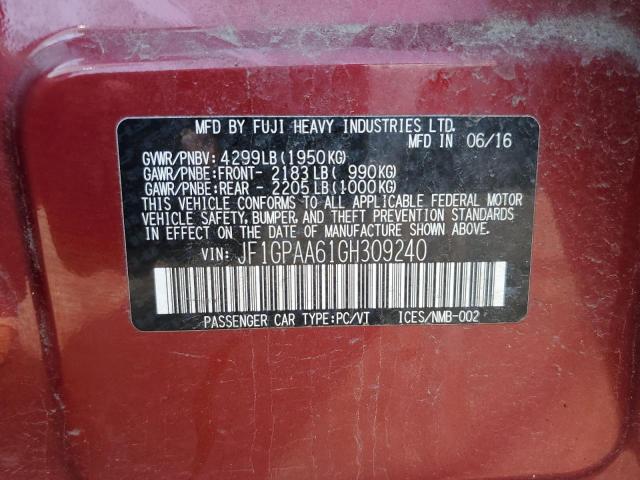 MFD BY FUJI HEAVY INDUSTRIES LTD.
MFD IN 06/16
GVWR/PNBV: 4299LB(1950KG)
GAWR/PNBE:FRONT- 2183LB( 990KG)
GAWR/PNBE:REAR - 2205LB(1000KG)
THIS VEHICLE CONFORMS TO ALL APPLICABLE FEDERAL MOTOR
VEHICLE SAFETY, BUMPER, AND THEFT PREVENTION STANDARDS
IN EFFECT ON THE DATE OF MANUFACTURE SHOWN ABOVE.
VIN: JF1GPAA61GH309240
PASSENGER CAR TYPE:PC/VT ICES/NMB-002